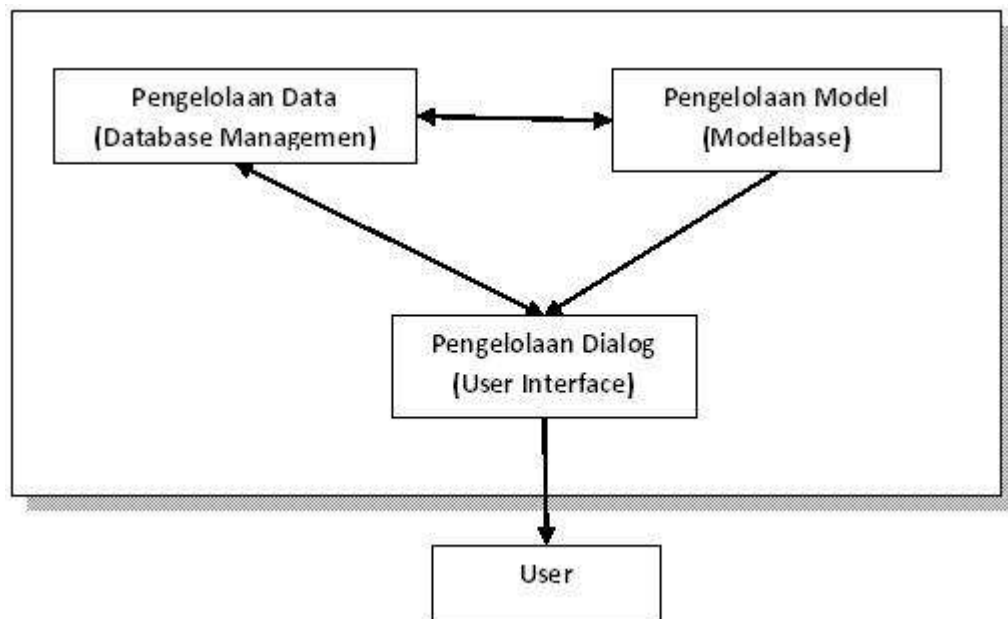 Pengelolaan Data
(Database Managemen)
Pengelolaan Model
(Modelbase)
Pengelolaan Dialog
(User Interface)
User